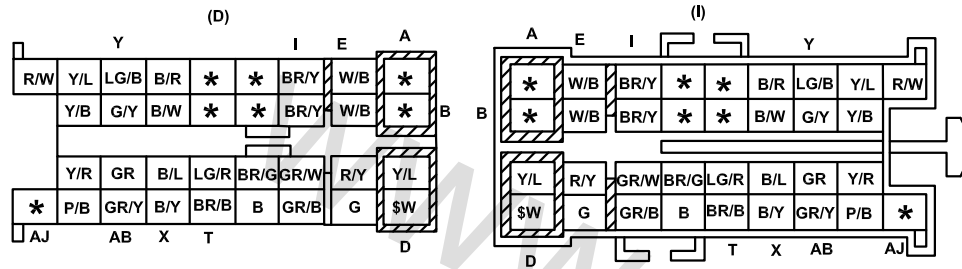 (D) (I)
Y I E A A E I Y
R/W Y/L LG/B B/R * * BR/Y W/B * * W/B BR/Y * * B/R LG/B Y/L R/W
Y/B G/Y B/W * * BR/Y W/B * B B * W/B BR/Y * * B/W G/Y Y/B
Y/R GR B/L LG/R BR/G GR/W R/Y Y/L Y/L R/Y GR/W BR/G LG/R B/L GR Y/R
* P/B GR/Y B/Y BR/B B GR/B G $W $W G GR/B B BR/B B/Y GR/Y P/B *
AJ AB X T D D T X AB AJ